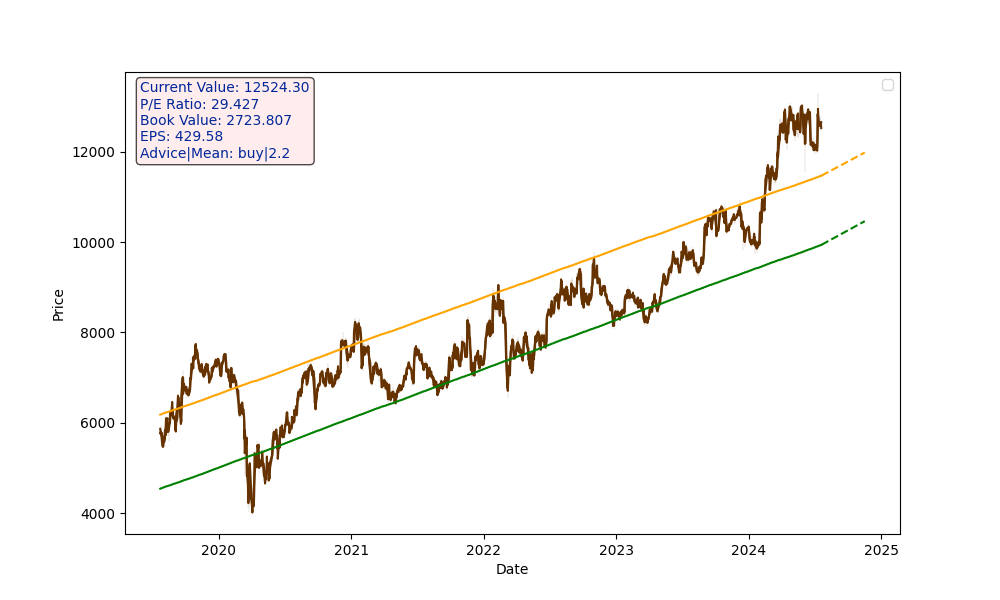 Current Value: 12524.30
P/E Ratio: 29.427
Book Value: 2723.807
EPS: 429.58
Advice|Mean: buy|2.2
12000
10000
8000
6000
4000
Price
2020 2021 2022 2023 2024 2025
Date